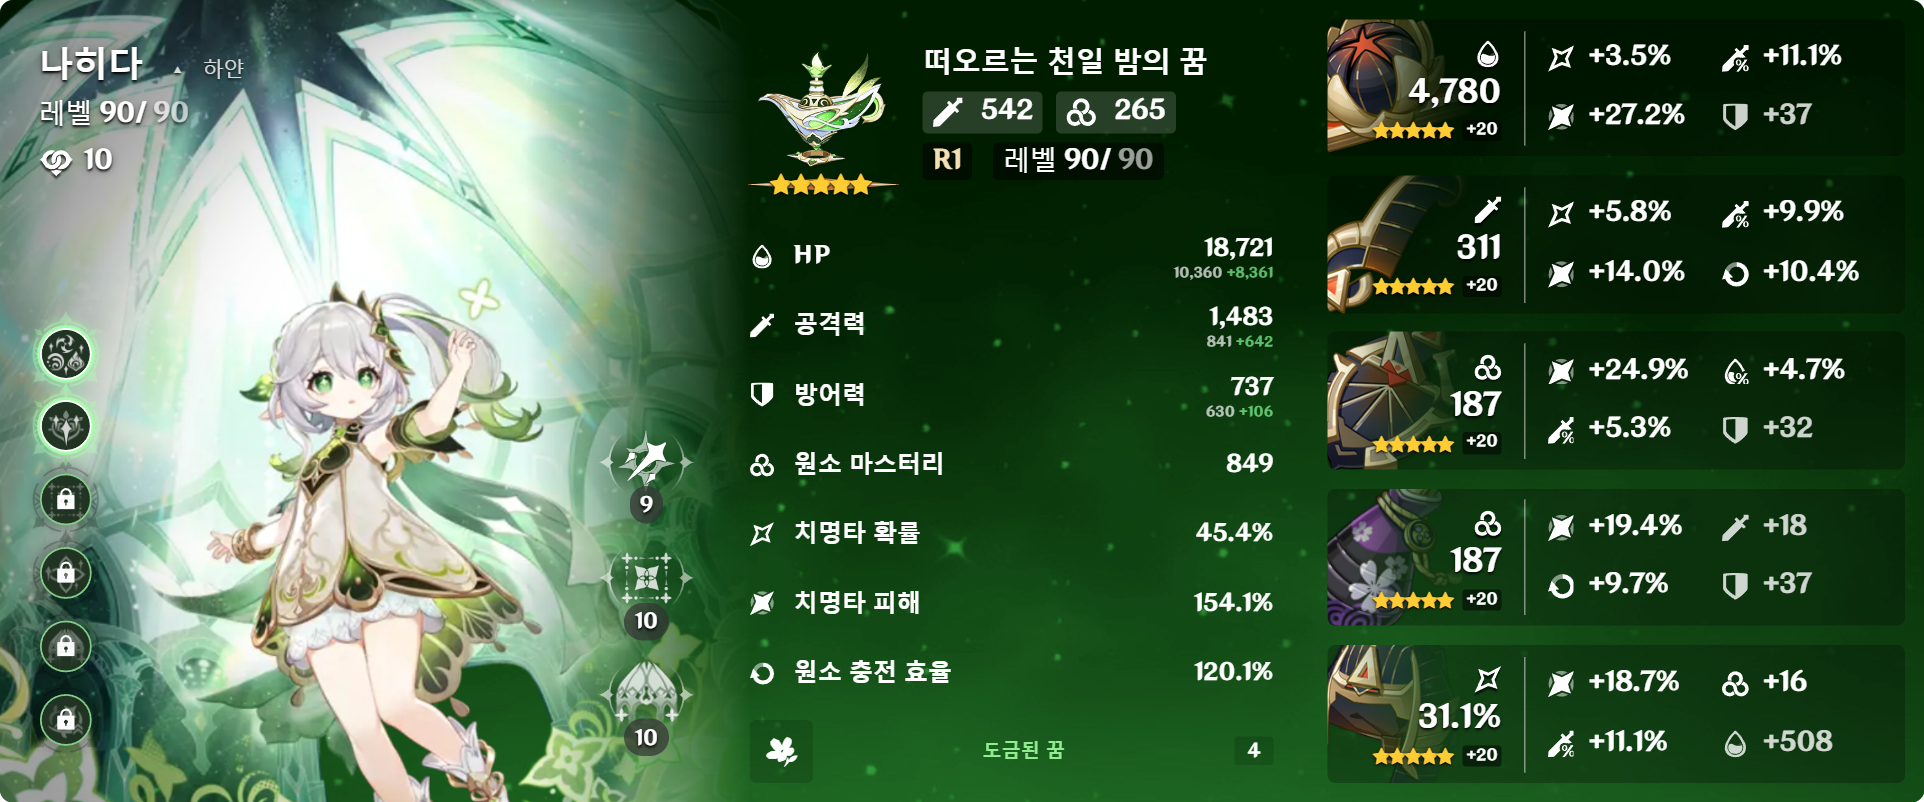 나히다 ▲ 하얀
레벨 90/ 90
10
9
10
10
떠오르는 천일 밤의 꿈
542 265
R1 레벨 90/ 90
HP 18,721
10,360 +8,361
공격력 1,483
841 +642
방어력 737
630 +106
원소 마스터리 849
치명타 확률 45.4%
치명타 피해 154.1%
원소 충전 효율 120.1%
도금된 꿈 4
4,780
+20
+3.5% +11.1%
+27.2% +37
311
+20
+5.8% +9.9%
+14.0% +10.4%
187
+20
+24.9% +4.7%
+5.3% +32
187
+20
+19.4% +18
+9.7% +37
31.1%
+20
+18.7% +16
+11.1% +508